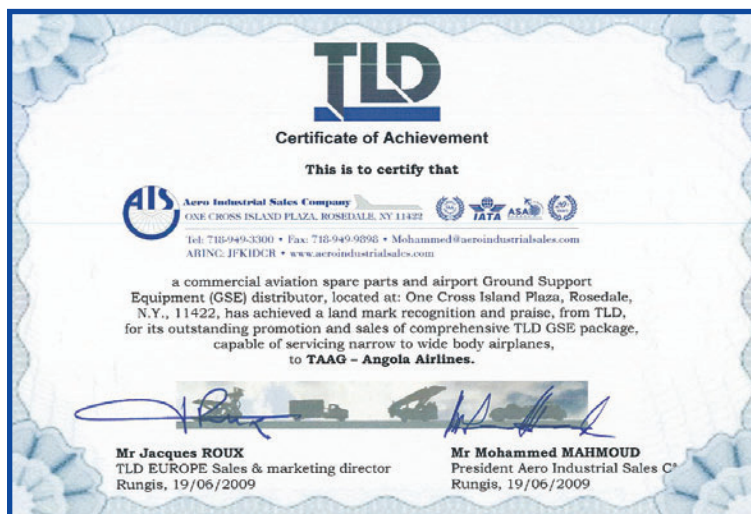 TLD
Certificate of Achievement
This is to certify that
AIS
Aero Industrial Sales Company
ONE CROSS ISLAND PLAZA, ROSEDALE, NY 11422
IATA
ASA
Tel: 718-949-3300 • Fax: 718-949-9898 • Mohammed@aeroindustrialsales.com
ARINC: JFKIDCR • www.aeroindustrialsales.com
a commercial aviation spare parts and airport Ground Support
Equipment (GSE) distributor, located at: One Cross Island Plaza, Rosedale,
N.Y., 11422, has achieved a land mark recognition and praise, from TLD,
for its outstanding promotion and sales of comprehensive TLD GSE package,
capable of servicing narrow to wide body airplanes,
to TAAG – Angola Airlines.
Mr Jacques ROUX
TLD EUROPE Sales & marketing director
Rungis, 19/06/2009
Mr Mohammed MAHMOUD
President Aero Industrial Sales Cº
Rungis, 19/06/2009